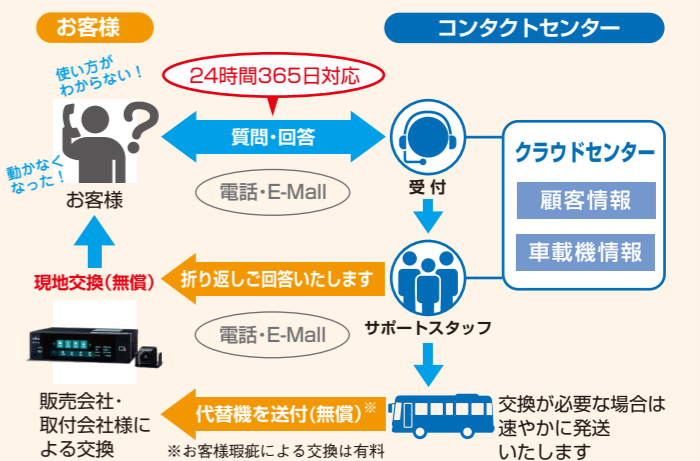 お客様
コンタクトセンター
使い方が
わからない！
24時間365日対応
質問・回答
クラウドセンター
動かなく
なった！
お客様
電話・E-Mall
受付
顧客情報
車載機情報
現地交換(無償)
折り返しご回答いたします
電話・E-Mall
サポートスタッフ
販売会社・
取付会社様に
よる交換
代替機を送付(無償)※
※お客様瑕疵による交換は有料
交換が必要な場合は
速やかに発送
いたします